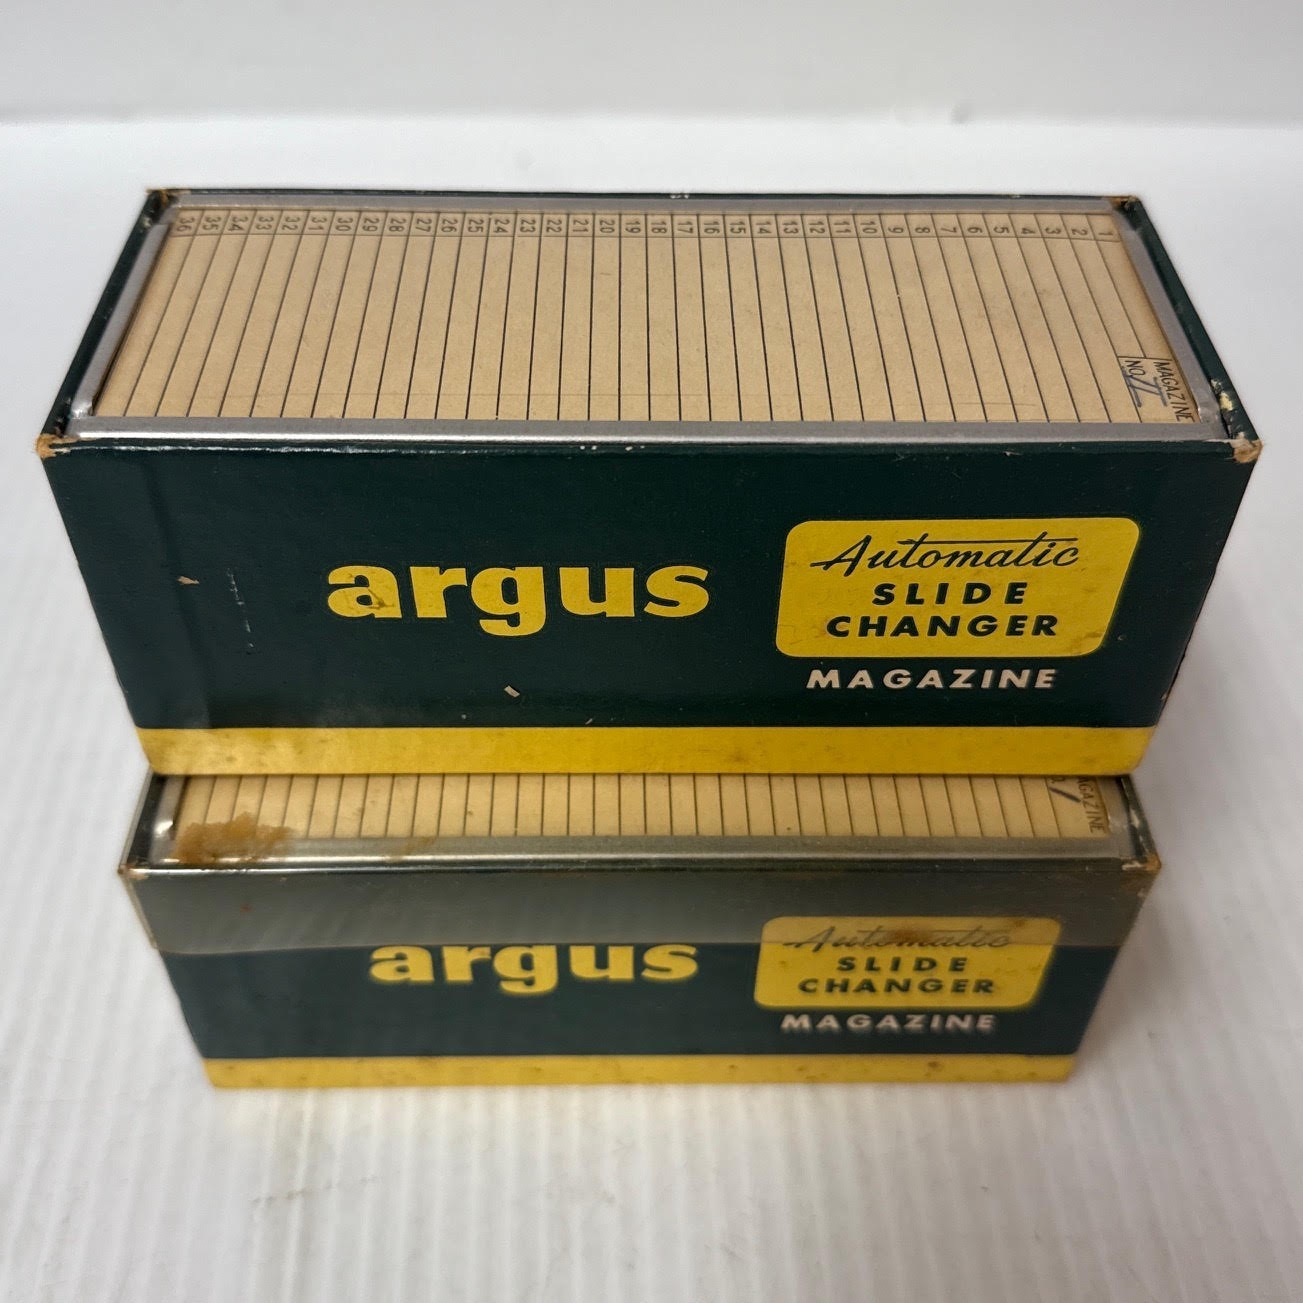 36 35 34 33 32 31 30 29 28 27 26 25 24 23 22 21 20 19 18 17 16 15 14 13 12 11 10 9 8 7 6 5 4 3 2 1
MAGAZINE
NO.
argus
Automatic
SLIDE
CHANGER
MAGAZINE
AGAZINE
argus
Automatic
SLIDE
CHANGER
MAGAZINE